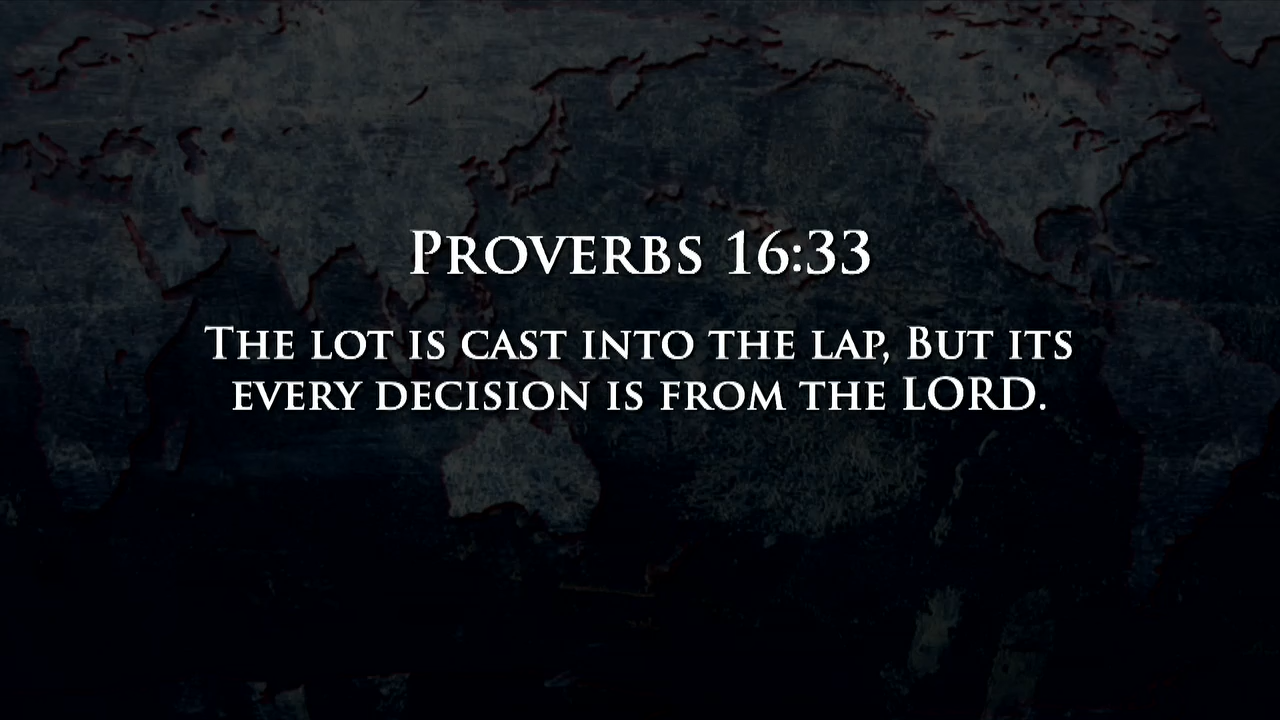 Proverbs 16:33
The lot is cast into the lap, But its
every decision is from the LORD.